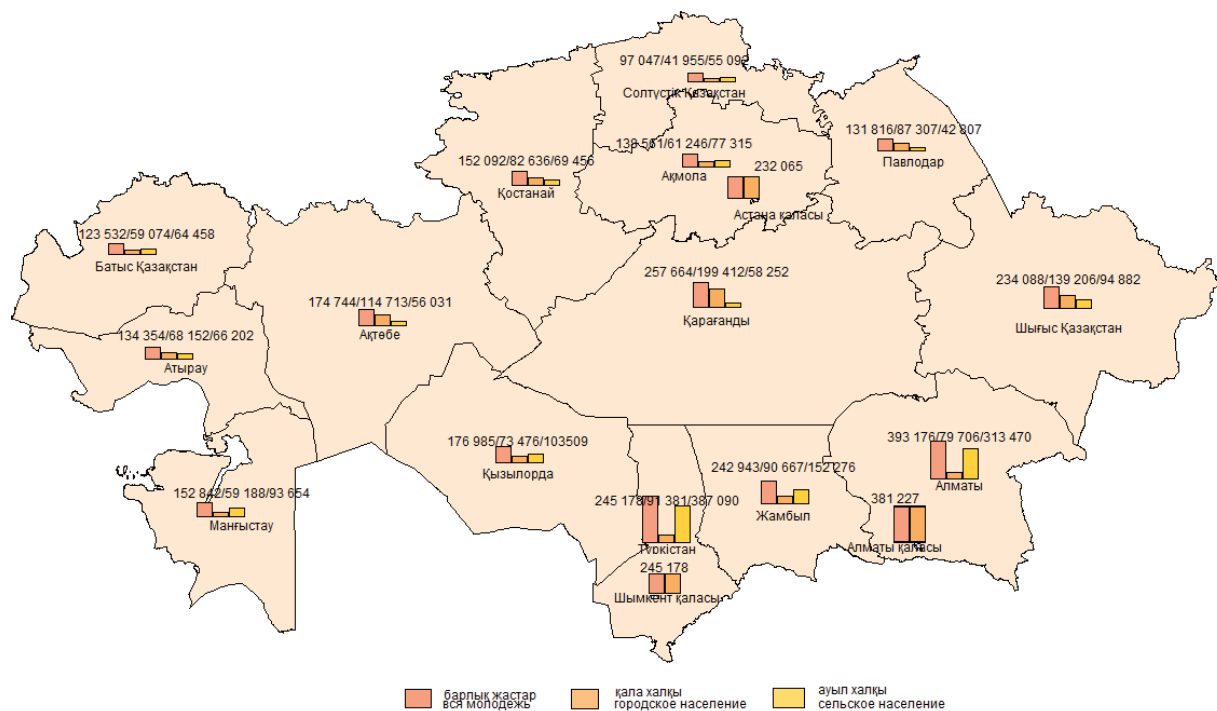 97 047/41 955/55 092
Солтүстік Қазақстан
138 561/61 246/77 315
Ақмола
232 065
Астана қаласы
131 816/87 307/42 807
Павлодар
152 092/82 636/69 456
Қостанай
123 532/59 074/64 458
Батыс Қазақстан
174 744/114 713/56 031
Ақтөбе
257 664/199 412/58 252
Қарағанды
234 088/139 206/94 882
Шығыс Қазақстан
134 354/68 152/66 202
Атырау
176 985/73 476/103509
Қызылорда
152 842/59 188/93 654
Манғыстау
245 178/91 381/387 090
Түркістан
242 943/90 667/152 276
Жамбыл
393 176/79 706/313 470
Алматы
381 227
Алматы қаласы
245 178
Шымкент қаласы
барлық жастар
вся молодежь
қала халқы
городское население
ауыл халқы
сельское население